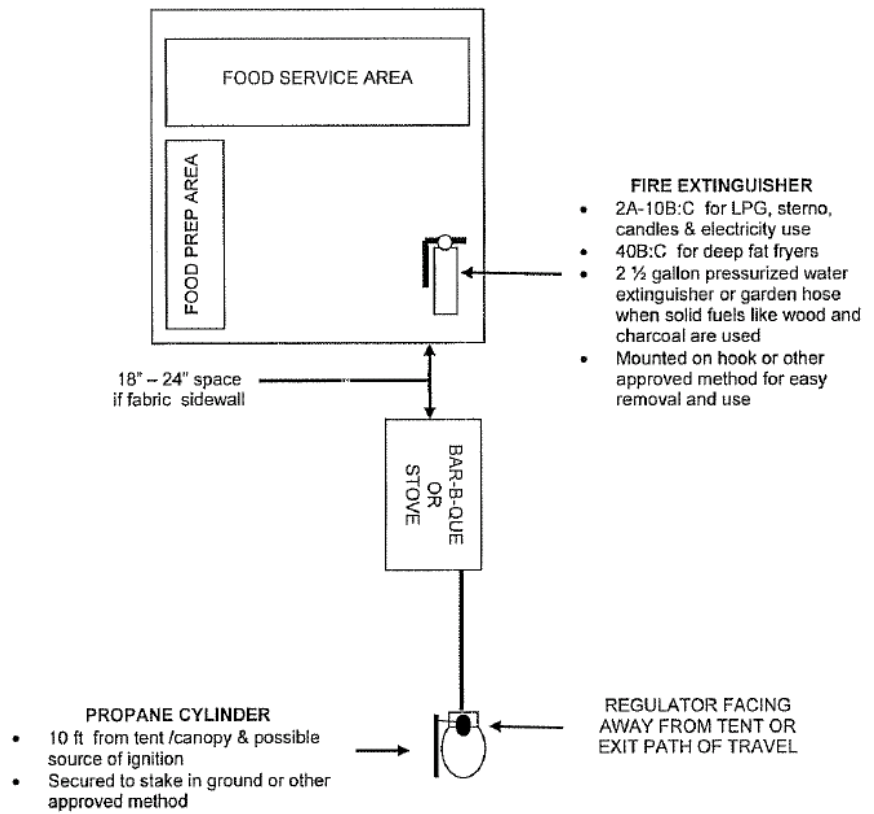 FOOD SERVICE AREA
FOOD PREP AREA
FIRE EXTINGUISHER
• 2A-10B:C for LPG, sterno,
candles & electricity use
• 40B:C for deep fat fryers
• 2 ½ gallon pressurized water
extinguisher or garden hose
when solid fuels like wood and
charcoal are used
• Mounted on hook or other
approved method for easy
removal and use
18" – 24" space
if fabric sidewall
BAR-B-QUE
OR
STOVE
PROPANE CYLINDER
• 10 ft from tent /canopy & possible
source of ignition
• Secured to stake in ground or other
approved method
REGULATOR FACING
AWAY FROM TENT OR
EXIT PATH OF TRAVEL